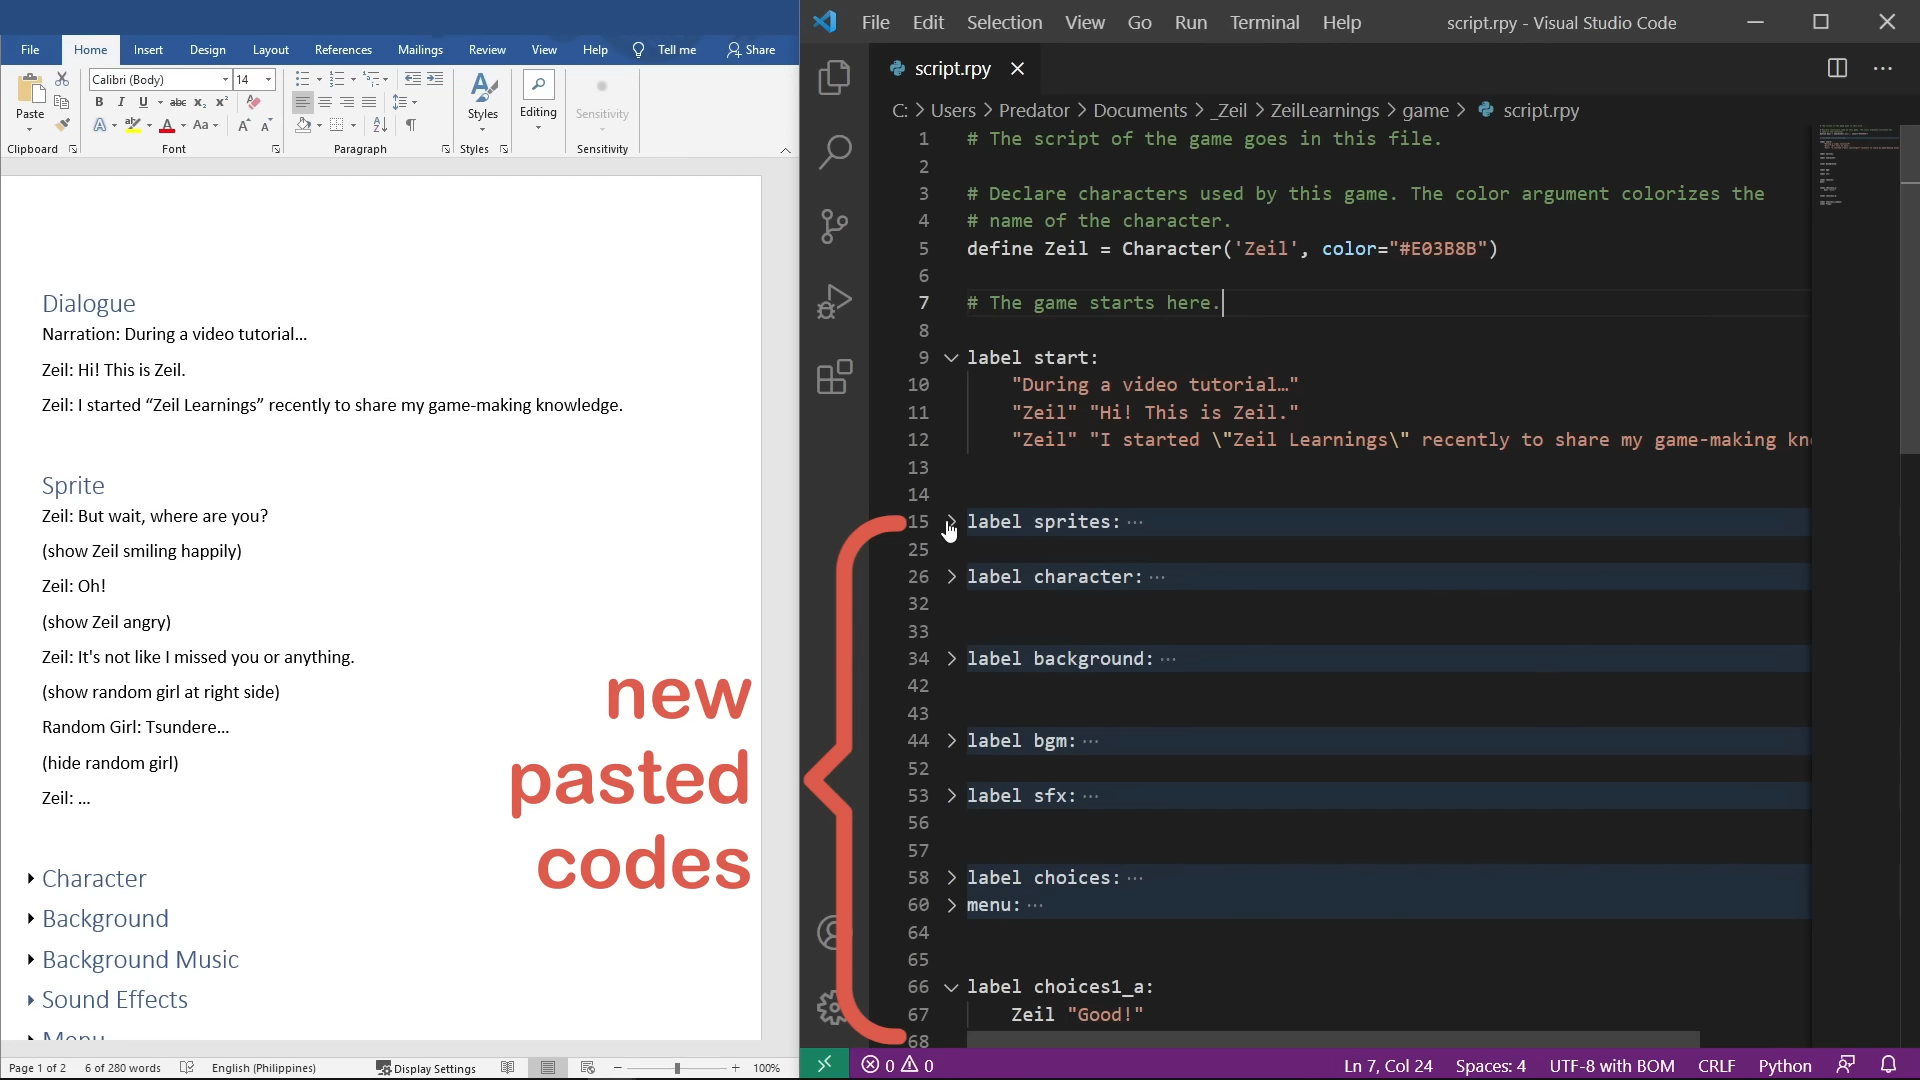 File Home Insert Design Layout References Mailings Review View Help Tell me Share
Calibri (Body) 14
Paste
B I U abc X₂ X² 
A A Aa A A
Styles
Editing
Sensitivity
Clipboard Font Paragraph Styles Sensitivity
Dialogue
Narration: During a video tutorial...
Zeil: Hi! This is Zeil.
Zeil: I started “Zeil Learnings” recently to share my game-making knowledge.
Sprite
Zeil: But wait, where are you?
(show Zeil smiling happily)
Zeil: Oh!
(show Zeil angry)
Zeil: It's not like I missed you or anything.
(show random girl at right side)
Random Girl: Tsundere...
(hide random girl)
Zeil: ...
Character
Background
Background Music
Sound Effects
Menu
new
pasted
codes
Page 1 of 2 6 of 280 words English (Philippines) Display Settings 100%
File Edit Selection View Go Run Terminal Help script.rpy - Visual Studio Code
script.rpy
C: > Users > Predator > Documents > _Zeil > ZeilLearnings > game > script.rpy
1 # The script of the game goes in this file.
2
3 # Declare characters used by this game. The color argument colorizes the
4 # name of the character.
5 define Zeil = Character('Zeil', color="#E03B8B")
6
7 # The game starts here.
8
9 label start:
10 "During a video tutorial…"
11 "Zeil" "Hi! This is Zeil."
12 "Zeil" "I started \"Zeil Learnings\" recently to share my game-making kn
13
14
15 label sprites: ...
25
26 label character: ...
32
33
34 label background: ...
42
43
44 label bgm: ...
52
53 label sfx: ...
56
57
58 label choices: ...
60 menu: ...
64
65
66 label choices1_a:
67 Zeil "Good!"
68
0 0 Ln 7, Col 24 Spaces: 4 UTF-8 with BOM CRLF Python